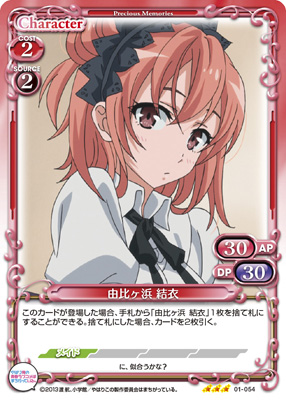 Precious Memories
Character
COST
2
SOURCE
2
30 AP
DP 30
由比ヶ浜 結衣
このカードが登場した場合、手札から「由比ヶ浜 結衣」1枚を捨て札に
することができる。捨て札にした場合、カードを2枚引く。
メイド
に、似合うかな?
©2013 渡 航、小学館/やはりこの製作委員会はまちがっている。
01-054